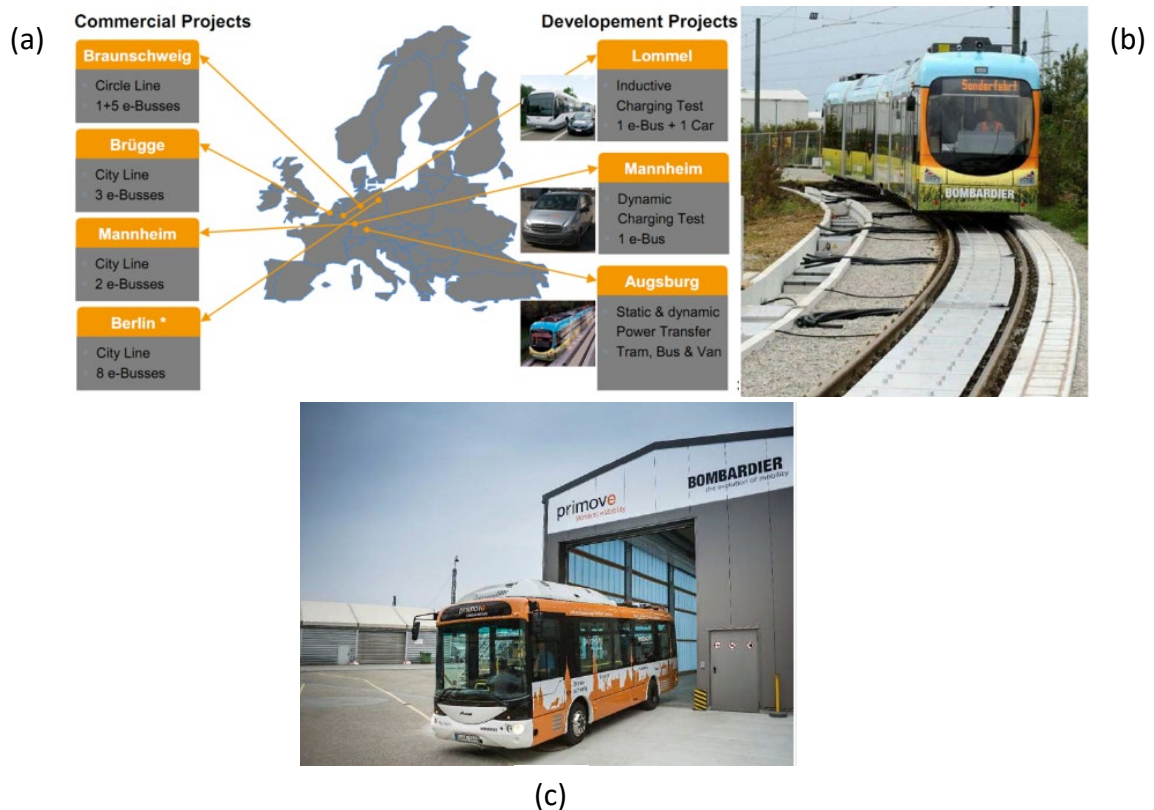 Commercial Projects
Developement Projects
(a)
(b)
Braunschweig
Circle Line
1+5 e-Busses
Brügge
City Line
3 e-Busses
Mannheim
City Line
2 e-Busses
Berlin *
City Line
8 e-Busses
Lommel
Inductive
Charging Test
1 e-Bus + 1 Car
Mannheim
Dynamic
Charging Test
1 e-Bus
Augsburg
Static & dynamic
Power Transfer
Tram, Bus & Van
Sonderfahrt
BOMBARDIER
primove
BOMBARDIER
the evolution of mobility
primove
(c)